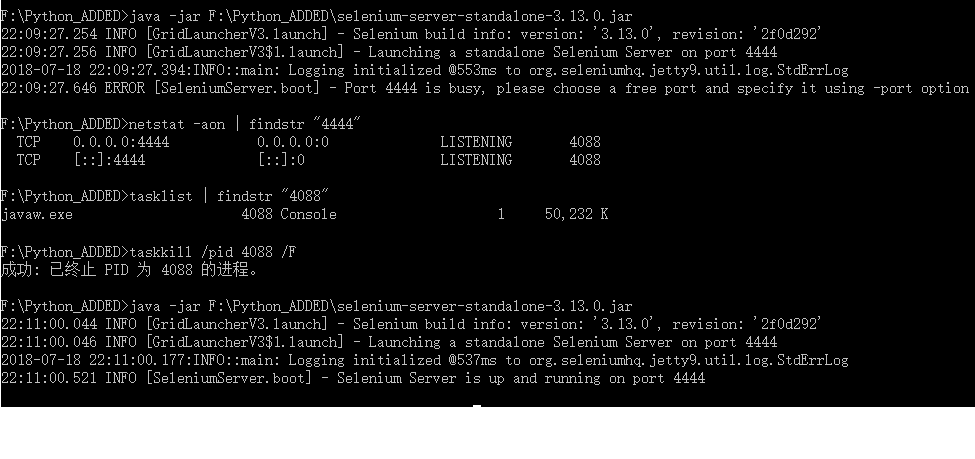 F:\Python_ADDED>java -jar F:\Python_ADDED\selenium-server-standalone-3.13.0.jar
22:09:27.254 INFO [GridLauncherV3.launch] - Selenium build info: version: '3.13.0', revision: '2f0d292'
22:09:27.256 INFO [GridLauncherV3$1.launch] - Launching a standalone Selenium Server on port 4444
2018-07-18 22:09:27.394:INFO::main: Logging initialized @553ms to org.seleniumhq.jetty9.util.log.StdErrLog
22:09:27.646 ERROR [SeleniumServer.boot] - Port 4444 is busy, please choose a free port and specify it using -port option
F:\Python_ADDED>netstat -aon | findstr "4444"
TCP 0.0.0.0:4444 0.0.0.0:0 LISTENING 4088
TCP [::]:4444 [::]:0 LISTENING 4088
F:\Python_ADDED>tasklist | findstr "4088"
javaw.exe 4088 Console 1 50,232 K
F:\Python_ADDED>taskkill /pid 4088 /F
成功: 已终止 PID 为 4088 的进程。
F:\Python_ADDED>java -jar F:\Python_ADDED\selenium-server-standalone-3.13.0.jar
22:11:00.044 INFO [GridLauncherV3.launch] - Selenium build info: version: '3.13.0', revision: '2f0d292'
22:11:00.046 INFO [GridLauncherV3$1.launch] - Launching a standalone Selenium Server on port 4444
2018-07-18 22:11:00.177:INFO::main: Logging initialized @537ms to org.seleniumhq.jetty9.util.log.StdErrLog
22:11:00.521 INFO [SeleniumServer.boot] - Selenium Server is up and running on port 4444